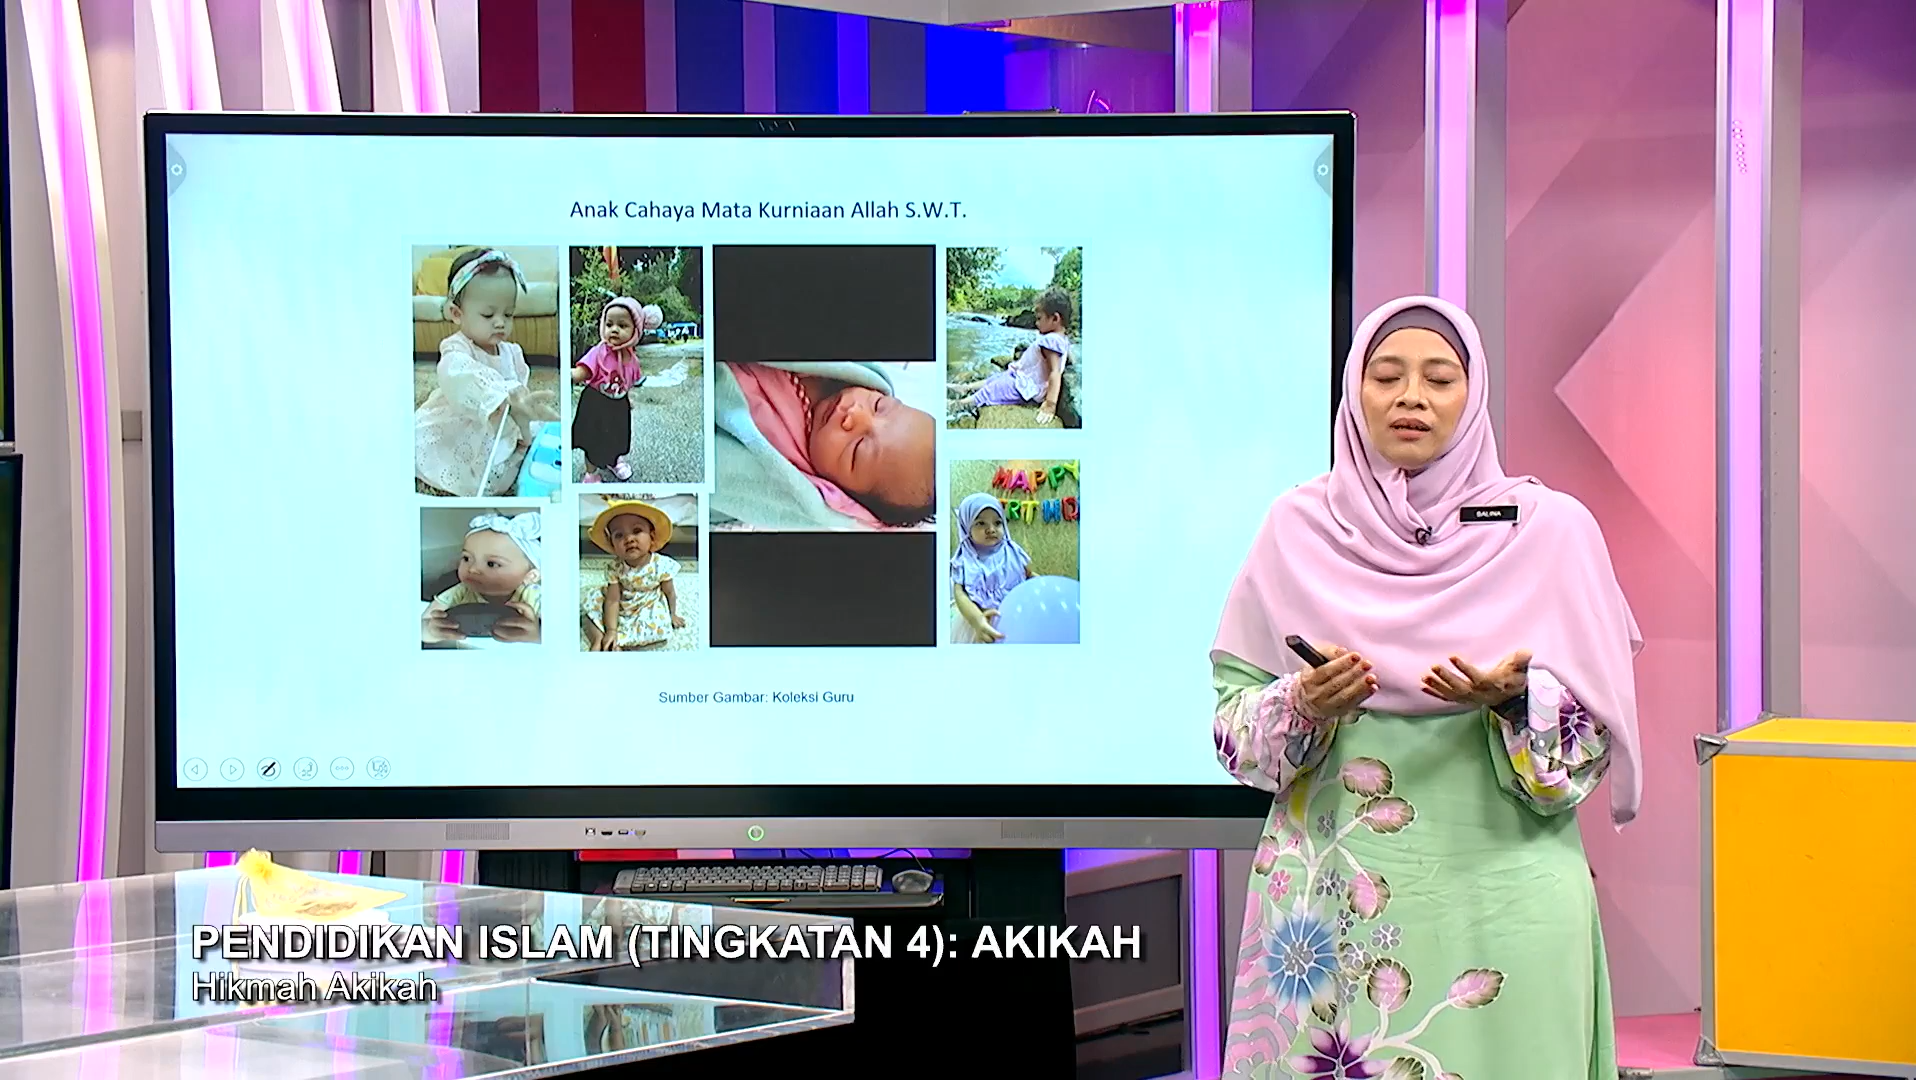 Anak Cahaya Mata Kurniaan Allah S.W.T.
HAPPY
Sumber Gambar: Koleksi Guru
SALINA
PENDIDIKAN ISLAM (TINGKATAN 4): AKIKAH
Hikmah Akikah